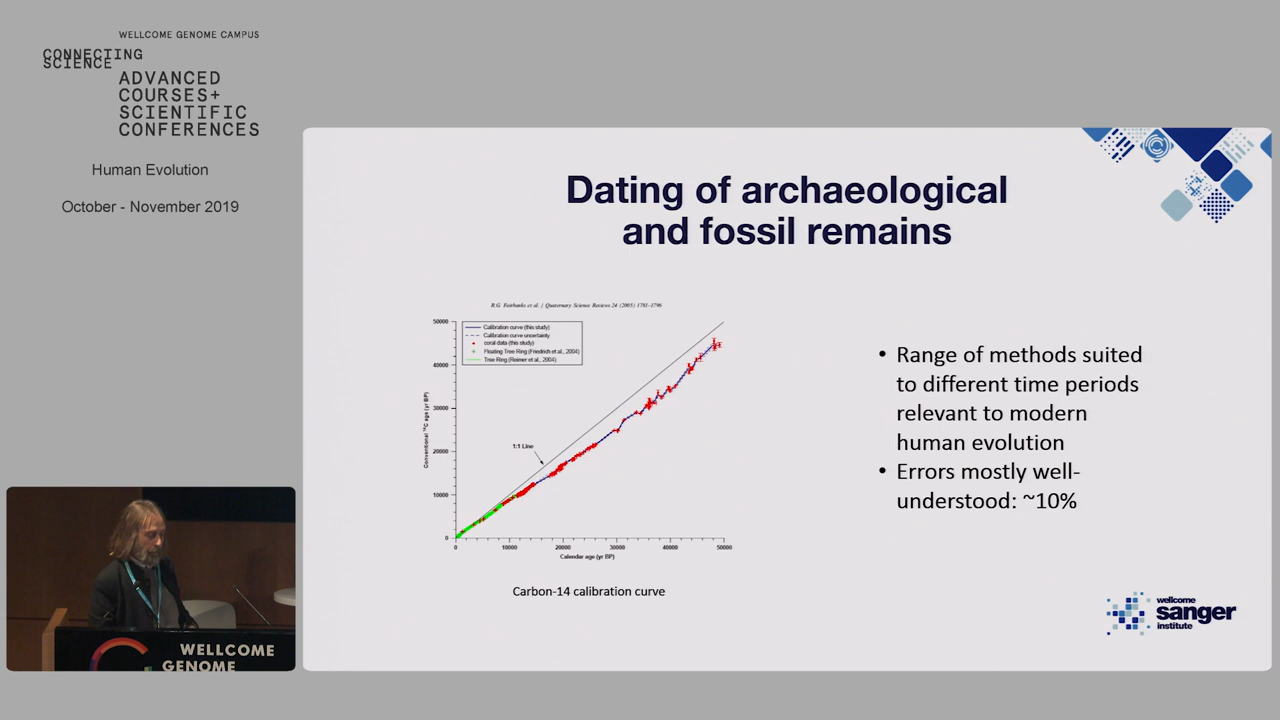 WELLCOME GENOME CAMPUS
CONNECTING
SCIENCE
ADVANCED
COURSES+
SCIENTIFIC
CONFERENCES
Human Evolution
October - November 2019
Dating of archaeological
and fossil remains
R.G. Fairbanks et al. / Quaternary Science Reviews 24 (2005) 1781–1796
Calibration curve (this study)
Calibration curve uncertainty
coral data (this study)
Floating Tree Ring (Friedrich et al., 2004)
Tree Ring (Reimer et al., 2004)
1:1 Line
Conventional ¹⁴C age (yr BP)
50000
40000
30000
20000
10000
0
0 10000 20000 30000 40000 50000
Calender age (yr BP)
Carbon-14 calibration curve
• Range of methods suited
to different time periods
relevant to modern
human evolution
• Errors mostly well-
understood: ~10%
wellcome
sanger
institute
WELLCOME
GENOME